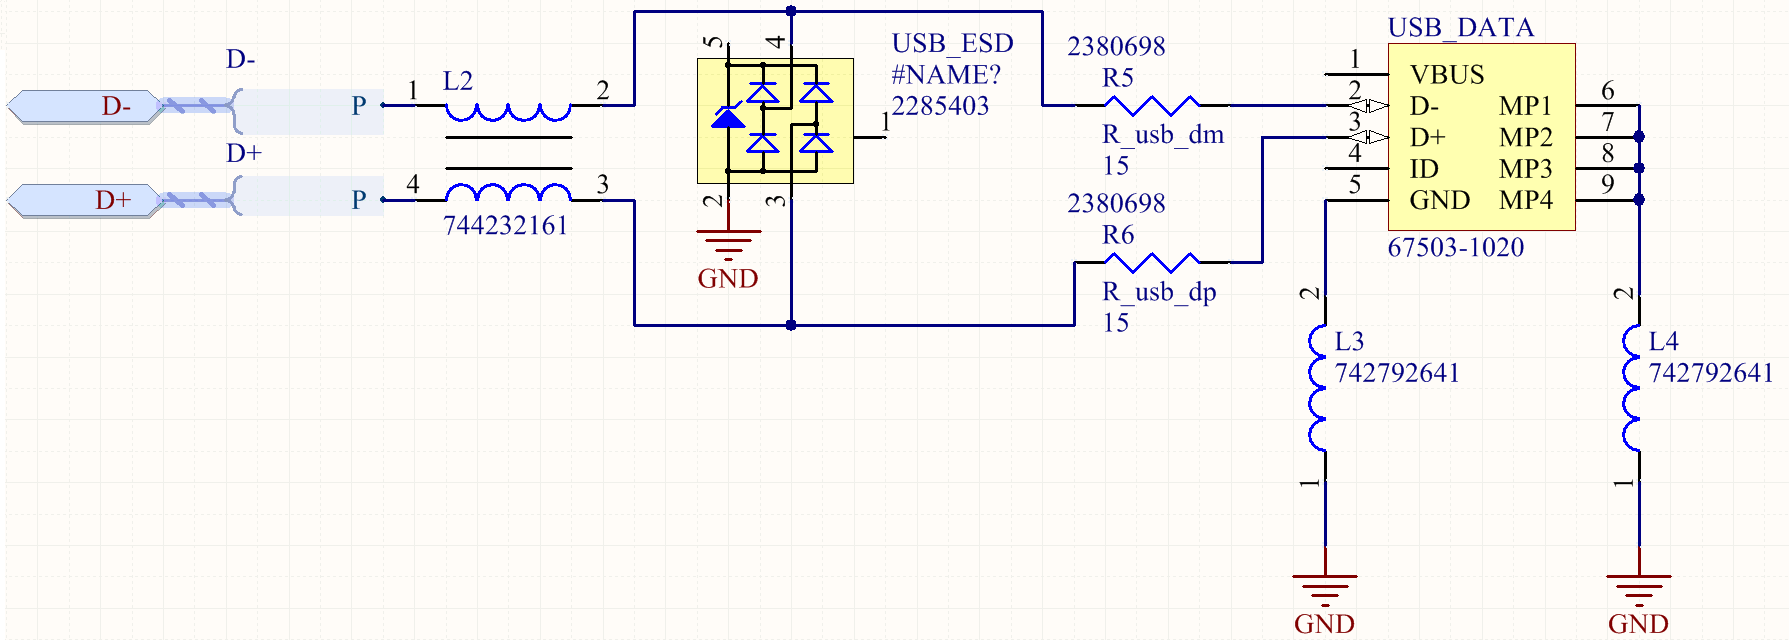 D-
D-
P
1
L2
2
D+
D+
P
4
3
744232161
5
4
1
2
3
GND
USB_ESD
#NAME?
2285403
2380698
R5
R_usb_dm
15
2380698
R6
R_usb_dp
15
USB_DATA
1
VBUS
2
D-
MP1
6
3
D+
MP2
7
4
ID
MP3
8
5
GND
MP4
9
67503-1020
2
L3
742792641
1
GND
2
L4
742792641
1
GND